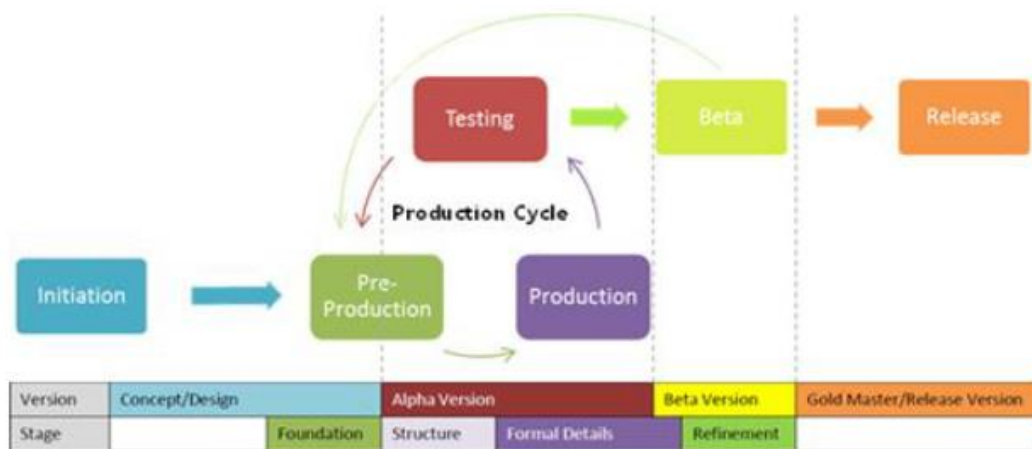 Testing
Beta
Release
Production Cycle
Initiation
Pre-
Production
Production
Version Concept/Design Alpha Version Beta Version Gold Master/Release Version
Stage Foundation Structure Formal Details Refinement